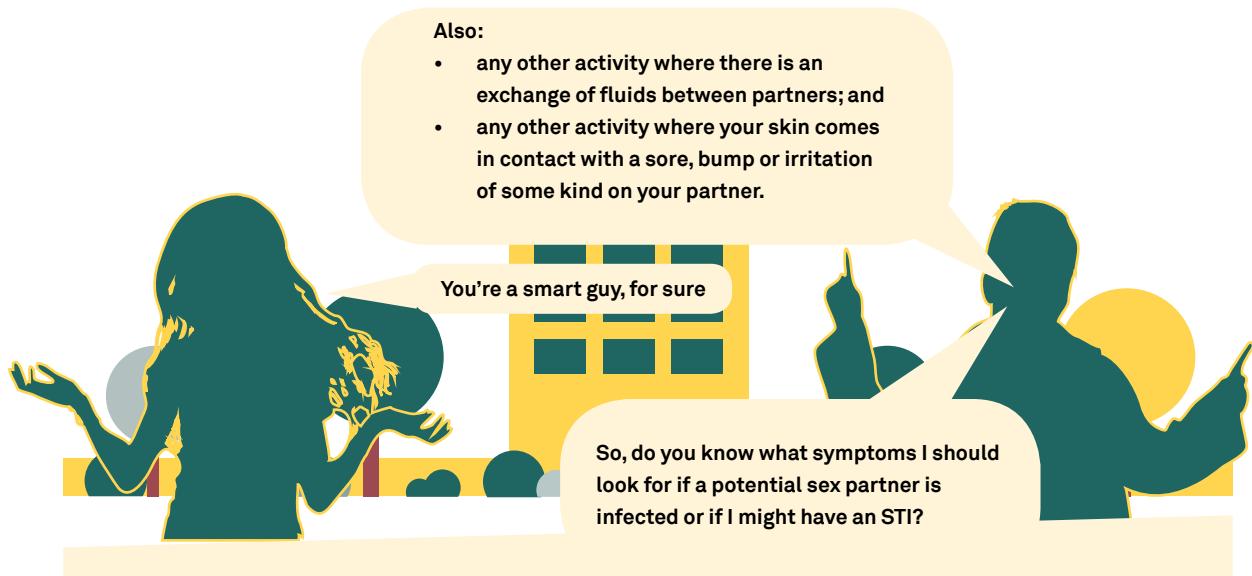 Also:
• any other activity where there is an
exchange of fluids between partners; and
• any other activity where your skin comes
in contact with a sore, bump or irritation
of some kind on your partner.
You’re a smart guy, for sure
So, do you know what symptoms I should
look for if a potential sex partner is
infected or if I might have an STI?